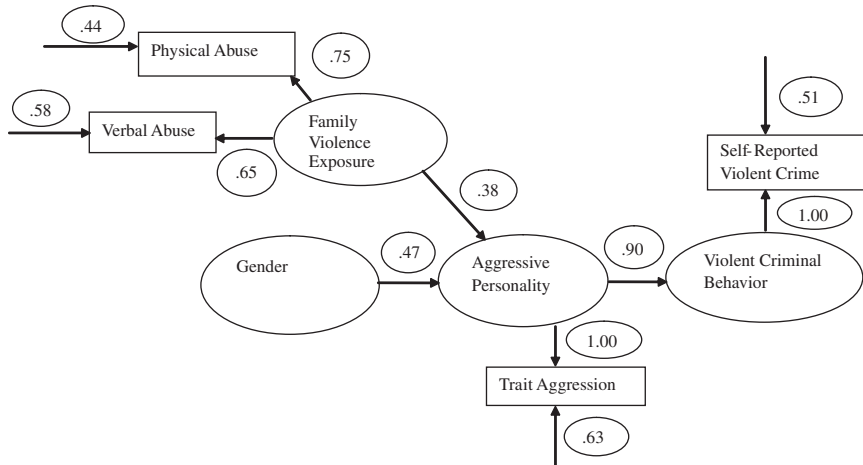 .44
Physical Abuse
.75
.58
Verbal Abuse
.65
Family
Violence
Exposure
.51
Self-Reported
Violent Crime
.38
1.00
Gender
.47
Aggressive
Personality
.90
Violent Criminal
Behavior
1.00
Trait Aggression
.63